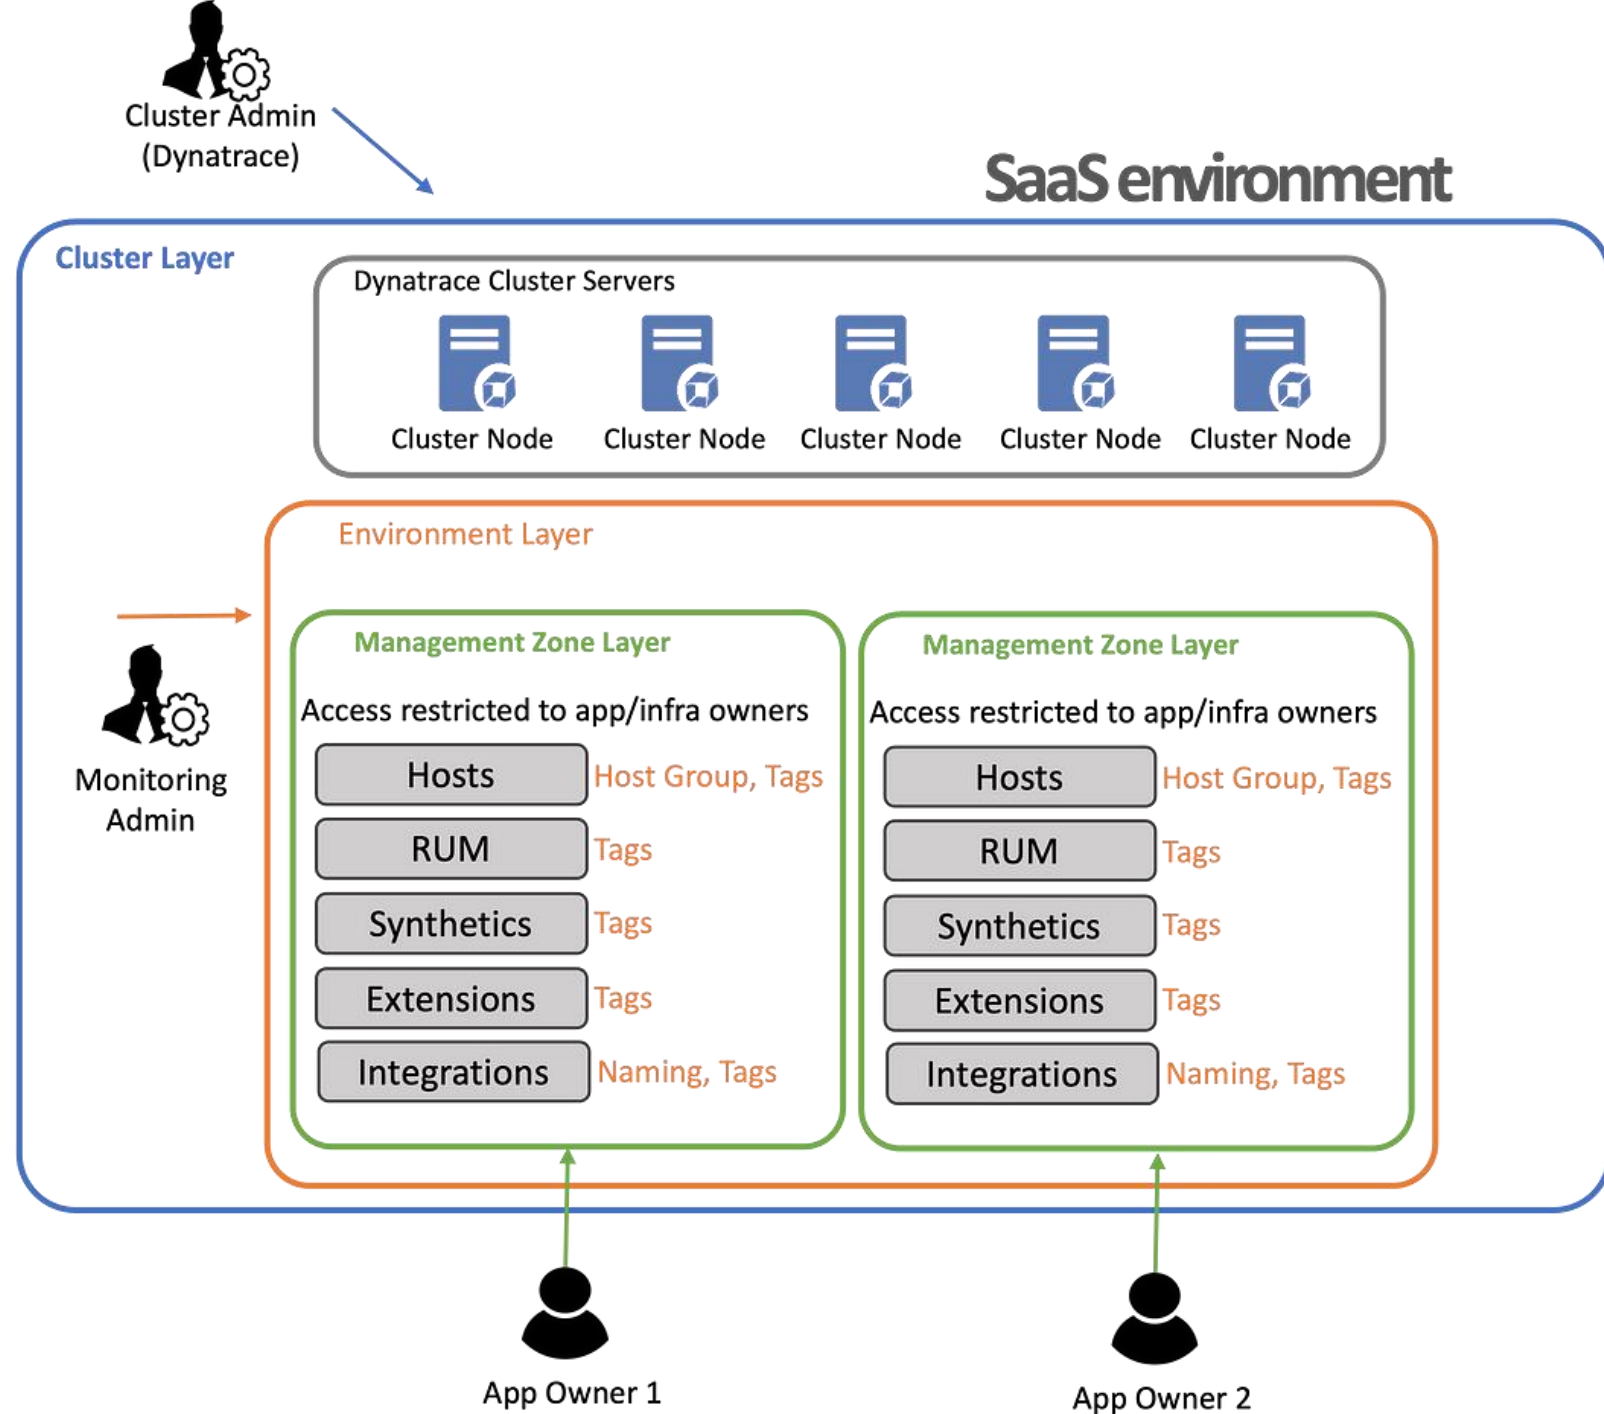 Cluster Admin
(Dynatrace)
SaaS environment
Cluster Layer
Dynatrace Cluster Servers
Cluster Node
Cluster Node
Cluster Node
Cluster Node
Cluster Node
Environment Layer
Monitoring
Admin
Management Zone Layer
Access restricted to app/infra owners
Hosts
Host Group, Tags
RUM
Tags
Synthetics
Tags
Extensions
Tags
Integrations
Naming, Tags
Management Zone Layer
Access restricted to app/infra owners
Hosts
Host Group, Tags
RUM
Tags
Synthetics
Tags
Extensions
Tags
Integrations
Naming, Tags
App Owner 1
App Owner 2